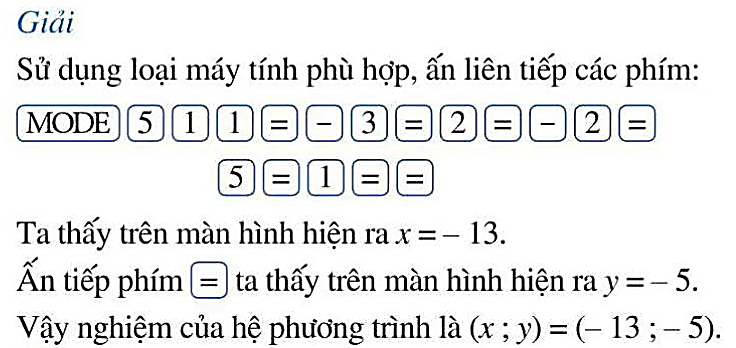 Giải
Sử dụng loại máy tính phù hợp, ấn liên tiếp các phím:
MODE 5 1 1 = − 3 = 2 = − 2 =
5 = 1 = =
Ta thấy trên màn hình hiện ra x = – 13.
Ấn tiếp phím = ta thấy trên màn hình hiện ra y = – 5.
Vậy nghiệm của hệ phương trình là (x ; y) = (– 13 ; – 5).